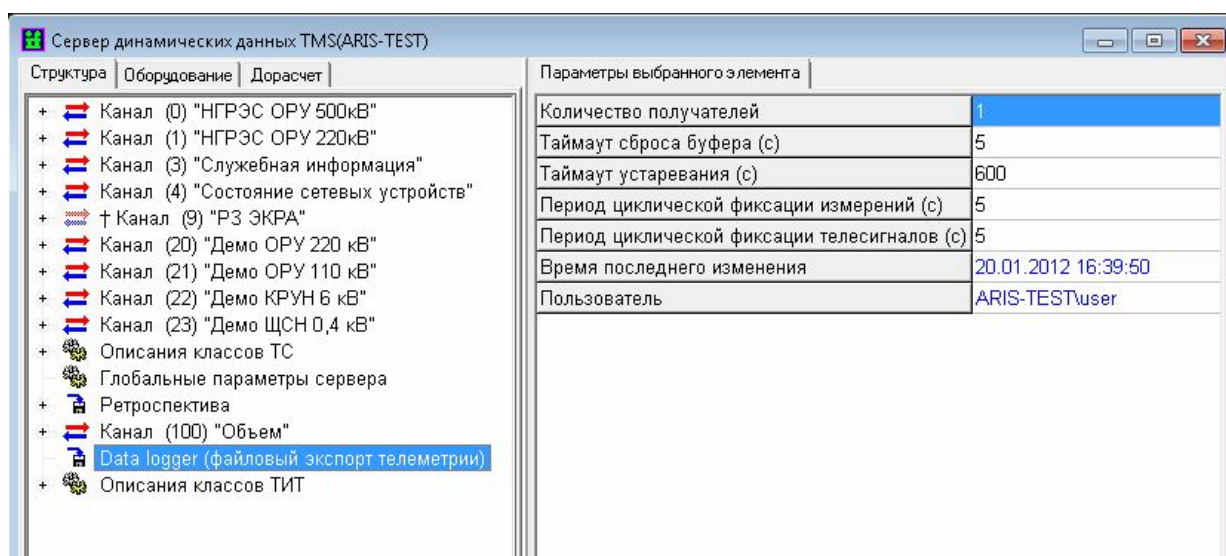 Сервер динамических данных TMS(ARIS-TEST)
Структура Оборудование Дорасчет
+ Канал (0) "НГРЭС ОРУ 500кВ"
+ Канал (1) "НГРЭС ОРУ 220кВ"
+ Канал (3) "Служебная информация"
+ Канал (4) "Состояние сетевых устройств"
+ † Канал (9) "РЗ ЭКРА"
+ Канал (20) "Демо ОРУ 220 кВ"
+ Канал (21) "Демо ОРУ 110 кВ"
+ Канал (22) "Демо КРУН 6 кВ"
+ Канал (23) "Демо ЩСН 0,4 кВ"
+ Описания классов ТС
Глобальные параметры сервера
+ Ретроспектива
+ Канал (100) "Объем"
Data logger (файловый экспорт телеметрии)
+ Описания классов ТИТ
Параметры выбранного элемента
Количество получателей 1
Таймаут сброса буфера (с) 5
Таймаут устаревания (с) 600
Период циклической фиксации измерений (с) 5
Период циклической фиксации телесигналов (с) 5
Время последнего изменения 20.01.2012 16:39:50
Пользователь ARIS-TEST\user